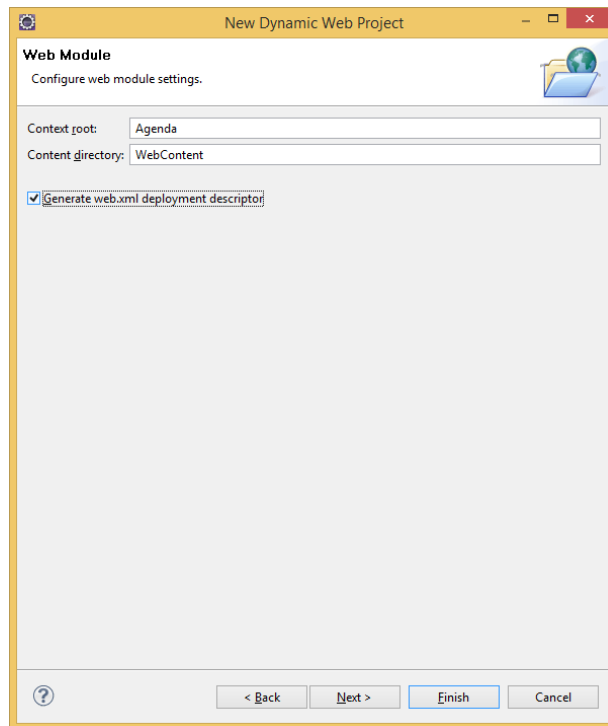 New Dynamic Web Project
Web Module
Configure web module settings.
Context root: Agenda
Content directory: WebContent
Generate web.xml deployment descriptor
? < Back Next > Finish Cancel